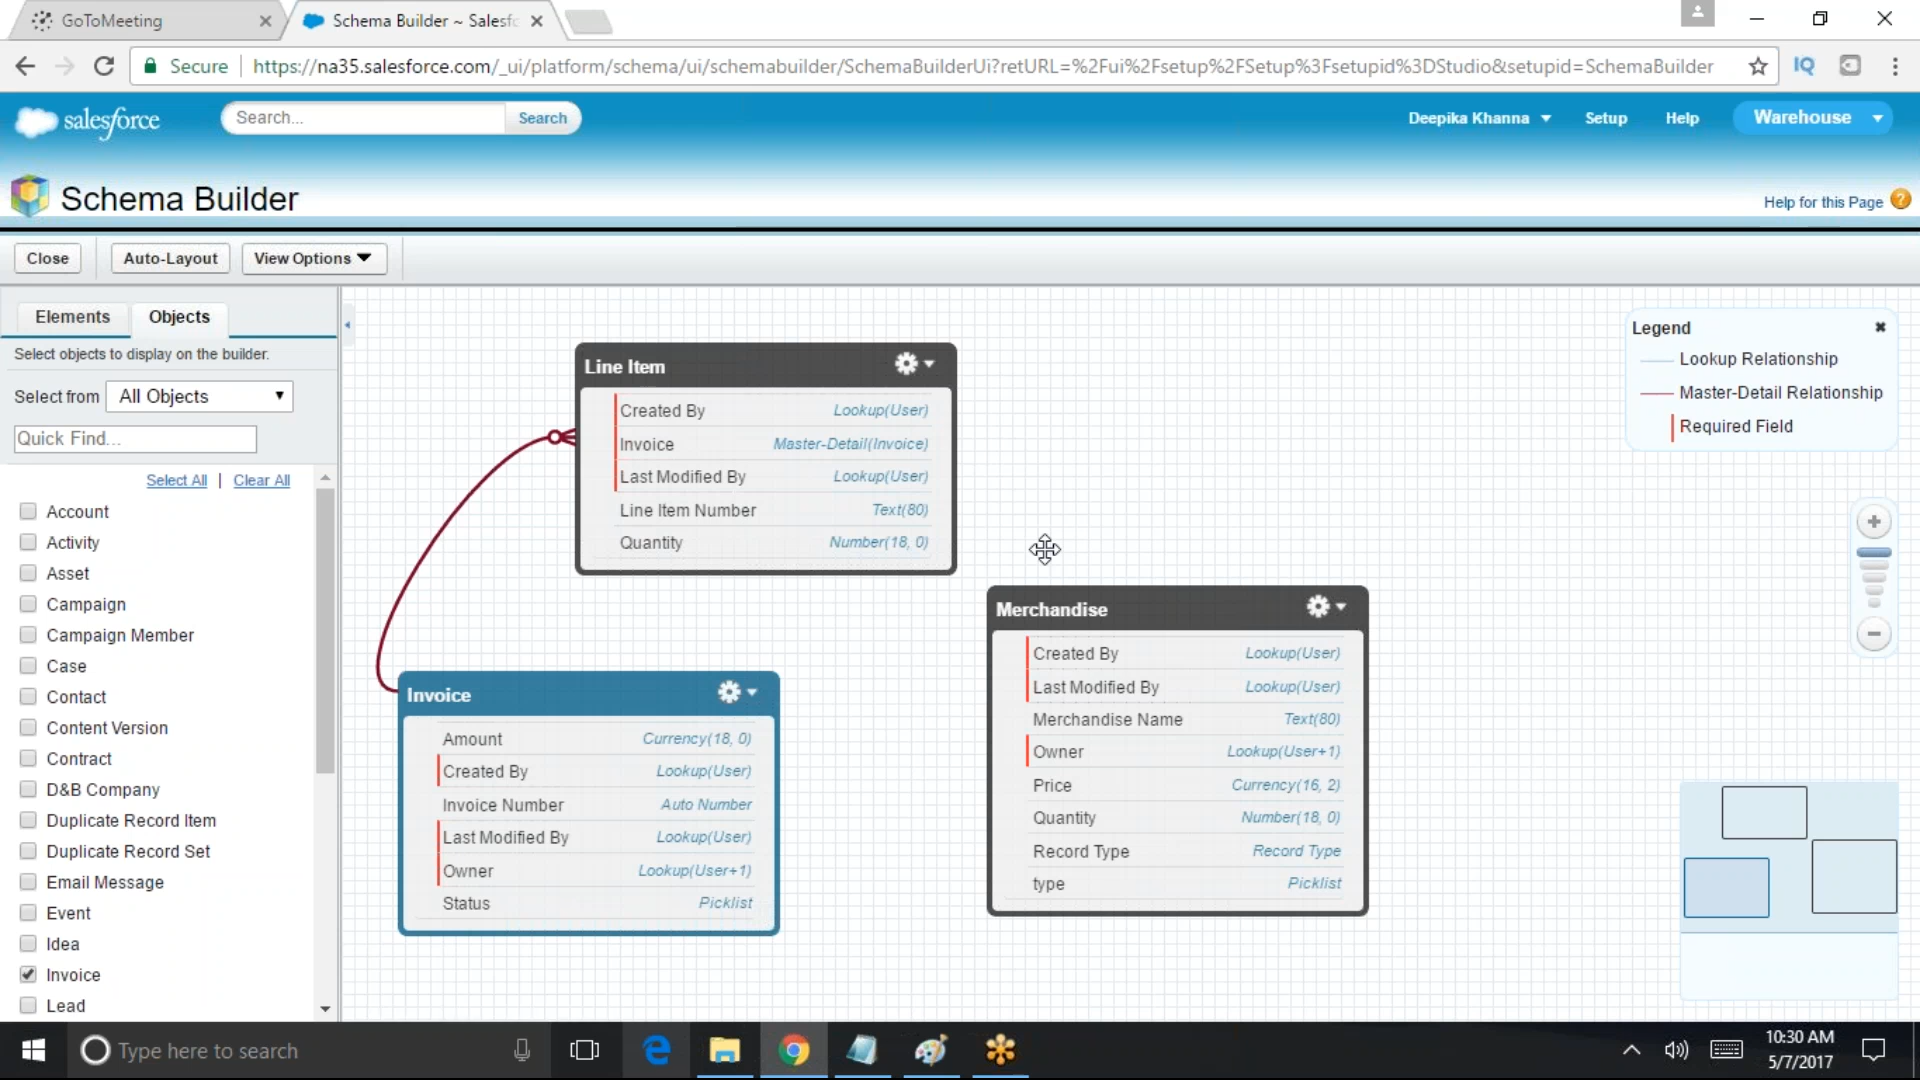 GoToMeeting
Schema Builder ~ Salesfc
Secure https://na35.salesforce.com/_ui/platform/schema/ui/schemabuilder/SchemaBuilderUi?retURL=%2Fui%2Fsetup%2FSetup%3Fsetupid%3DStudio&setupid=SchemaBuilder
IQ
salesforce
Search...
Search
Deepika Khanna
Setup
Help
Warehouse
Schema Builder
Help for this Page
?
Close
Auto-Layout
View Options
Elements
Objects
Select objects to display on the builder.
Select from All Objects
Quick Find...
Select All | Clear All
Account
Activity
Asset
Campaign
Campaign Member
Case
Contact
Content Version
Contract
D&B Company
Duplicate Record Item
Duplicate Record Set
Email Message
Event
Idea
Invoice
Lead
Line Item
Created By Lookup(User)
Invoice Master-Detail(Invoice)
Last Modified By Lookup(User)
Line Item Number Text(80)
Quantity Number(18, 0)
Invoice
Amount Currency(18, 0)
Created By Lookup(User)
Invoice Number Auto Number
Last Modified By Lookup(User)
Owner Lookup(User+1)
Status Picklist
Merchandise
Created By Lookup(User)
Last Modified By Lookup(User)
Merchandise Name Text(80)
Owner Lookup(User+1)
Price Currency(16, 2)
Quantity Number(18, 0)
Record Type Record Type
type Picklist
Legend
Lookup Relationship
Master-Detail Relationship
Required Field
Type here to search
10:30 AM
5/7/2017